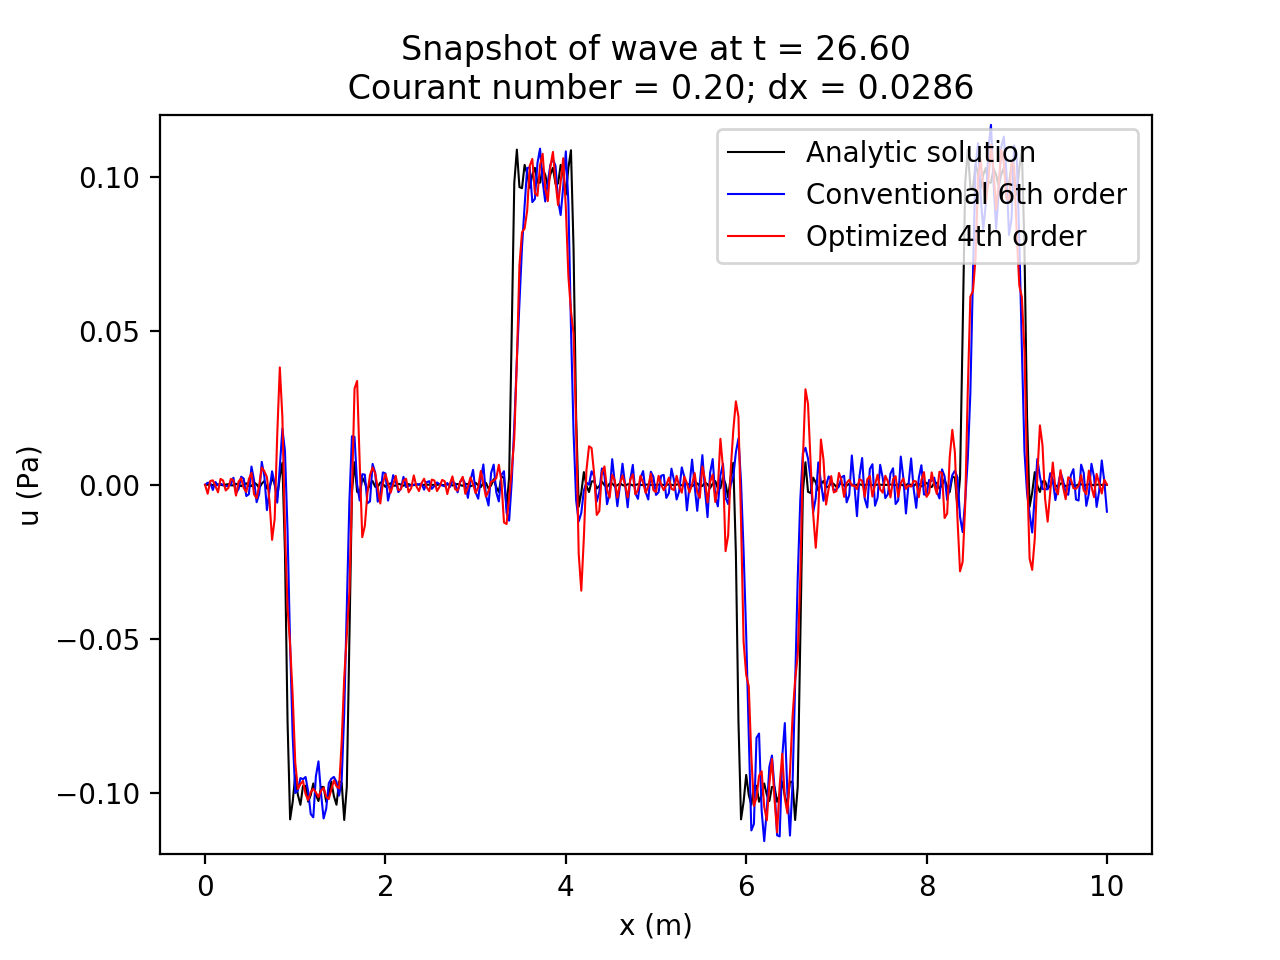 Snapshot of wave at t = 26.60
Courant number = 0.20; dx = 0.0286
Analytic solution
Conventional 6th order
Optimized 4th order
0.10
0.05
0.00
−0.05
−0.10
u (Pa)
0 2 4 6 8 10
x (m)